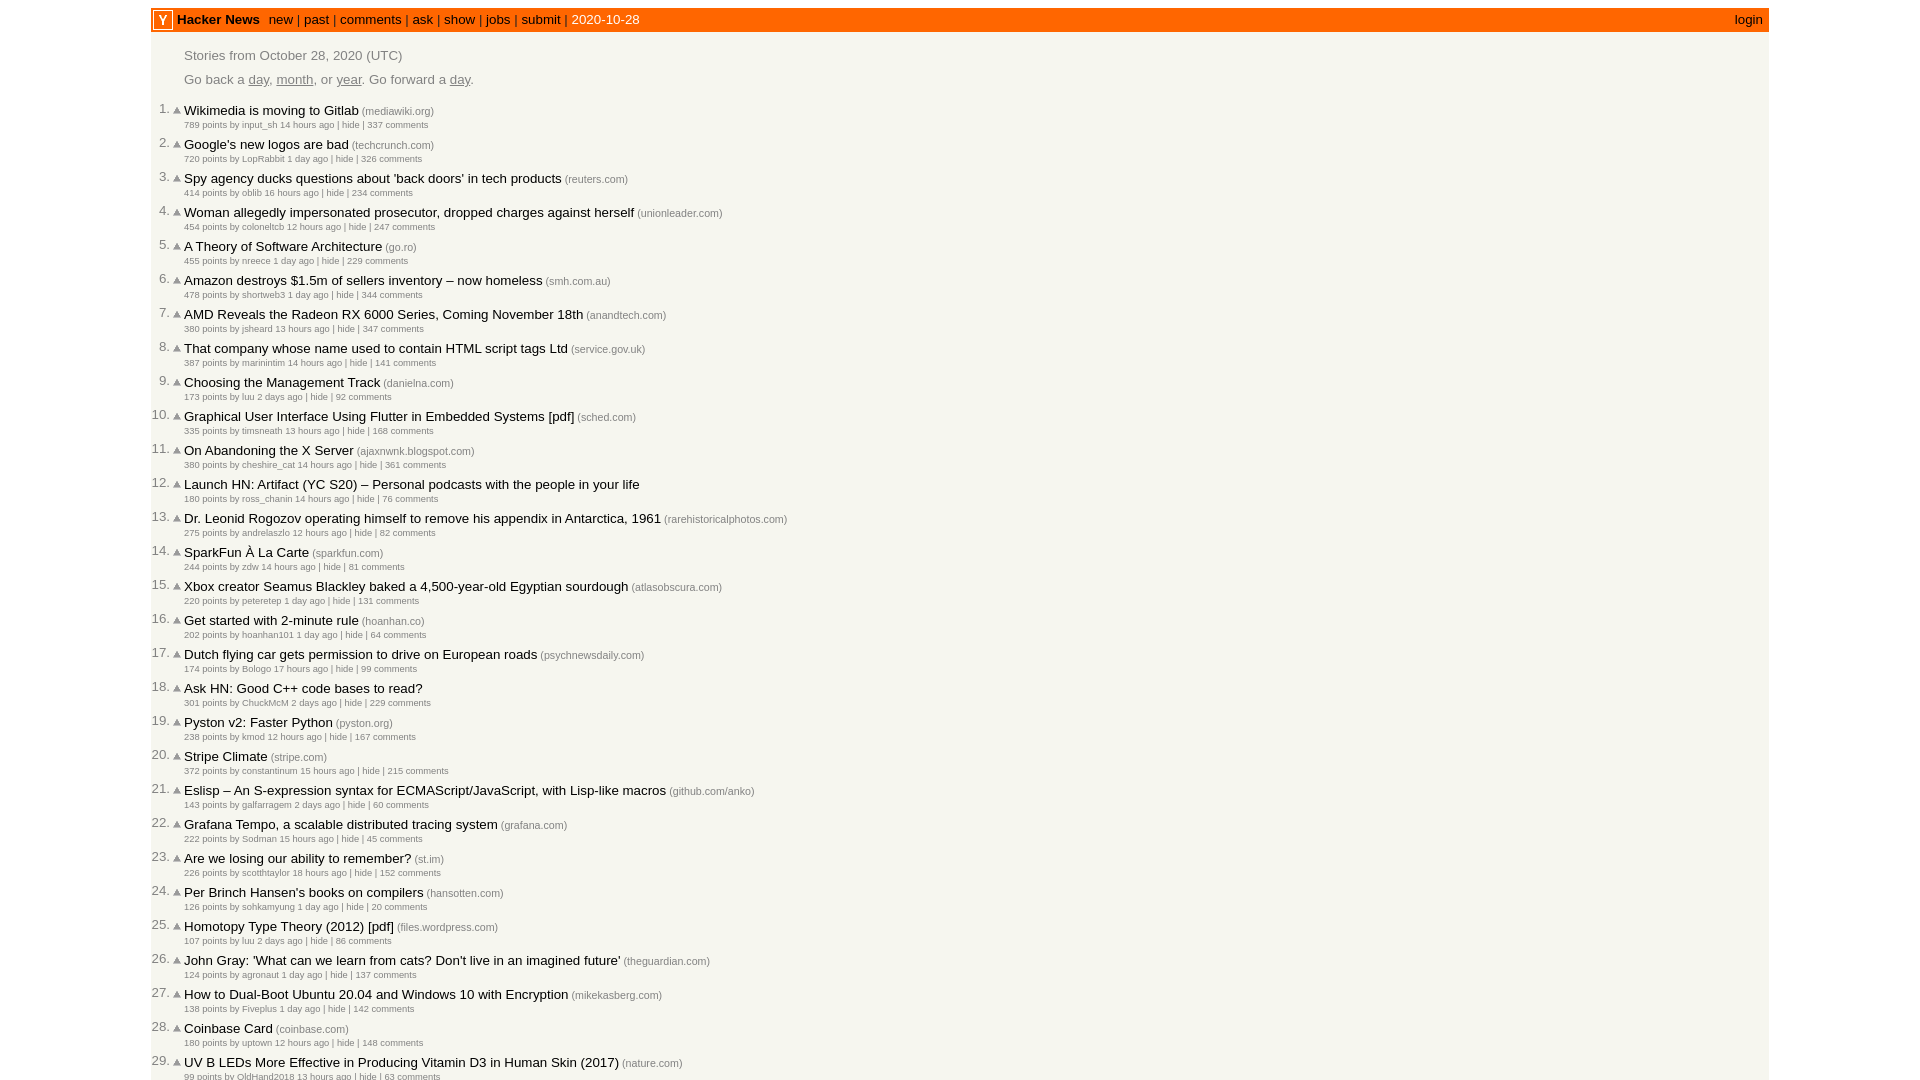 Y Hacker News new | past | comments | ask | show | jobs | submit | 2020-10-28 login
Stories from October 28, 2020 (UTC)
Go back a day, month, or year. Go forward a day.
1. Wikimedia is moving to Gitlab (mediawiki.org)
789 points by input_sh 14 hours ago | hide | 337 comments
2. Google's new logos are bad (techcrunch.com)
720 points by LopRabbit 1 day ago | hide | 326 comments
3. Spy agency ducks questions about 'back doors' in tech products (reuters.com)
414 points by oblib 16 hours ago | hide | 234 comments
4. Woman allegedly impersonated prosecutor, dropped charges against herself (unionleader.com)
454 points by coloneltcb 12 hours ago | hide | 247 comments
5. A Theory of Software Architecture (go.ro)
455 points by nreece 1 day ago | hide | 229 comments
6. Amazon destroys $1.5m of sellers inventory – now homeless (smh.com.au)
478 points by shortweb3 1 day ago | hide | 344 comments
7. AMD Reveals the Radeon RX 6000 Series, Coming November 18th (anandtech.com)
380 points by jsheard 13 hours ago | hide | 347 comments
8. That company whose name used to contain HTML script tags Ltd (service.gov.uk)
387 points by marinintim 14 hours ago | hide | 141 comments
9. Choosing the Management Track (danielna.com)
173 points by luu 2 days ago | hide | 92 comments
10. Graphical User Interface Using Flutter in Embedded Systems [pdf] (sched.com)
335 points by timsneath 13 hours ago | hide | 168 comments
11. On Abandoning the X Server (ajaxnwnk.blogspot.com)
380 points by cheshire_cat 14 hours ago | hide | 361 comments
12. Launch HN: Artifact (YC S20) – Personal podcasts with the people in your life
180 points by ross_chanin 14 hours ago | hide | 76 comments
13. Dr. Leonid Rogozov operating himself to remove his appendix in Antarctica, 1961 (rarehistoricalphotos.com)
275 points by andrelaszlo 12 hours ago | hide | 82 comments
14. SparkFun À La Carte (sparkfun.com)
244 points by zdw 14 hours ago | hide | 81 comments
15. Xbox creator Seamus Blackley baked a 4,500-year-old Egyptian sourdough (atlasobscura.com)
220 points by peteretep 1 day ago | hide | 131 comments
16. Get started with 2-minute rule (hoanhan.co)
202 points by hoanhan101 1 day ago | hide | 64 comments
17. Dutch flying car gets permission to drive on European roads (psychnewsdaily.com)
174 points by Bologo 17 hours ago | hide | 99 comments
18. Ask HN: Good C++ code bases to read?
301 points by ChuckMcM 2 days ago | hide | 229 comments
19. Pyston v2: Faster Python (pyston.org)
238 points by kmod 12 hours ago | hide | 167 comments
20. Stripe Climate (stripe.com)
372 points by constantinum 15 hours ago | hide | 215 comments
21. Eslisp – An S-expression syntax for ECMAScript/JavaScript, with Lisp-like macros (github.com/anko)
143 points by galfarragem 2 days ago | hide | 60 comments
22. Grafana Tempo, a scalable distributed tracing system (grafana.com)
222 points by Sodman 15 hours ago | hide | 45 comments
23. Are we losing our ability to remember? (st.im)
226 points by scotthtaylor 18 hours ago | hide | 152 comments
24. Per Brinch Hansen's books on compilers (hansotten.com)
126 points by sohkamyung 1 day ago | hide | 20 comments
25. Homotopy Type Theory (2012) [pdf] (files.wordpress.com)
107 points by luu 2 days ago | hide | 86 comments
26. John Gray: 'What can we learn from cats? Don't live in an imagined future' (theguardian.com)
124 points by agronaut 1 day ago | hide | 137 comments
27. How to Dual-Boot Ubuntu 20.04 and Windows 10 with Encryption (mikekasberg.com)
138 points by Fiveplus 1 day ago | hide | 142 comments
28. Coinbase Card (coinbase.com)
180 points by uptown 12 hours ago | hide | 148 comments
29. UV B LEDs More Effective in Producing Vitamin D3 in Human Skin (2017) (nature.com)
99 points by OldHand2018 13 hours ago | hide | 63 comments